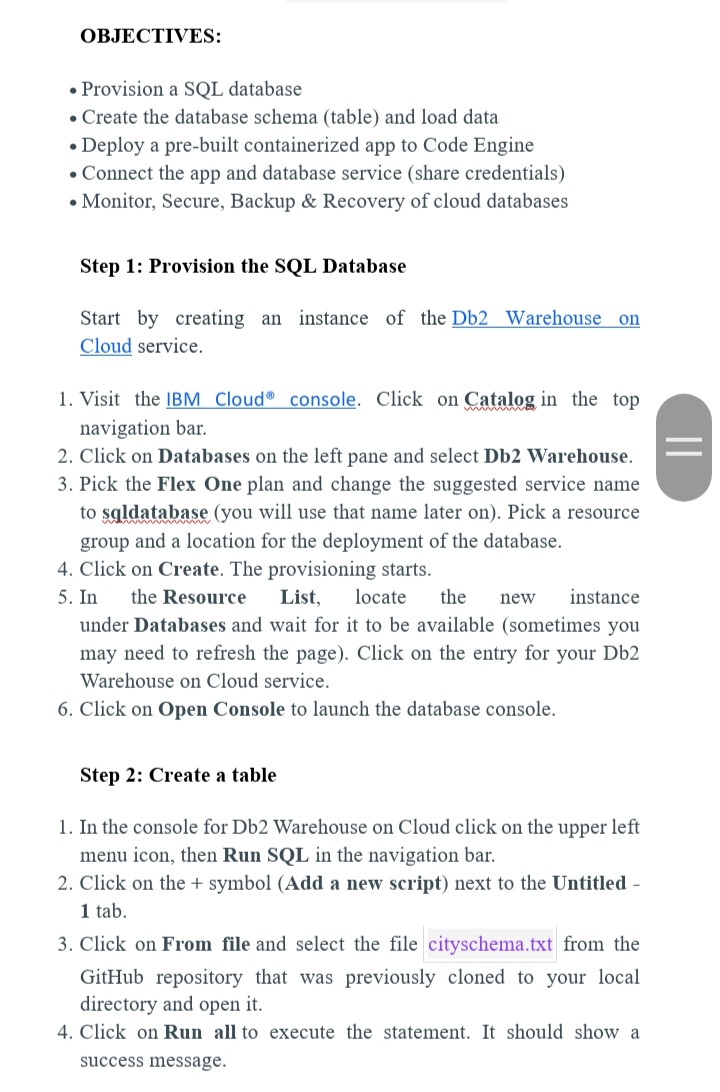 OBJECTIVES:
• Provision a SQL database
• Create the database schema (table) and load data
• Deploy a pre-built containerized app to Code Engine
• Connect the app and database service (share credentials)
• Monitor, Secure, Backup & Recovery of cloud databases
Step 1: Provision the SQL Database
Start by creating an instance of the Db2 Warehouse on
Cloud service.
1. Visit the IBM Cloud® console. Click on Catalog in the top
navigation bar.
2. Click on Databases on the left pane and select Db2 Warehouse.
3. Pick the Flex One plan and change the suggested service name
to sqldatabase (you will use that name later on). Pick a resource
group and a location for the deployment of the database.
4. Click on Create. The provisioning starts.
5. In the Resource List, locate the new instance
under Databases and wait for it to be available (sometimes you
may need to refresh the page). Click on the entry for your Db2
Warehouse on Cloud service.
6. Click on Open Console to launch the database console.
Step 2: Create a table
1. In the console for Db2 Warehouse on Cloud click on the upper left
menu icon, then Run SQL in the navigation bar.
2. Click on the + symbol (Add a new script) next to the Untitled -
1 tab.
3. Click on From file and select the file cityschema.txt from the
GitHub repository that was previously cloned to your local
directory and open it.
4. Click on Run all to execute the statement. It should show a
success message.